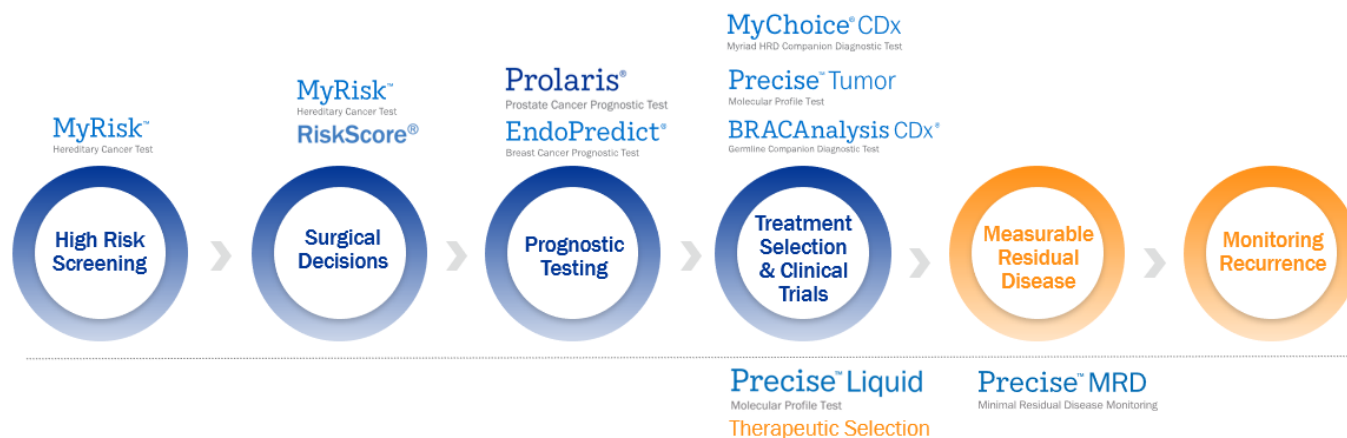 MyChoice® CDx
Myriad HRD Companion Diagnostic Test
Prolaris®
Prostate Cancer Prognostic Test
Precise™ Tumor
Molecular Profile Test
MyRisk™
Hereditary Cancer Test
RiskScore®
MyRisk™
Hereditary Cancer Test
EndoPredict®
Breast Cancer Prognostic Test
BRACAnalysis CDx®
Germline Companion Diagnostic Test
High Risk
Screening
Surgical
Decisions
Prognostic
Testing
Treatment
Selection
& Clinical
Trials
Measurable
Residual
Disease
Monitoring
Recurrence
Precise™ Liquid
Molecular Profile Test
Therapeutic Selection
Precise™ MRD
Minimal Residual Disease Monitoring